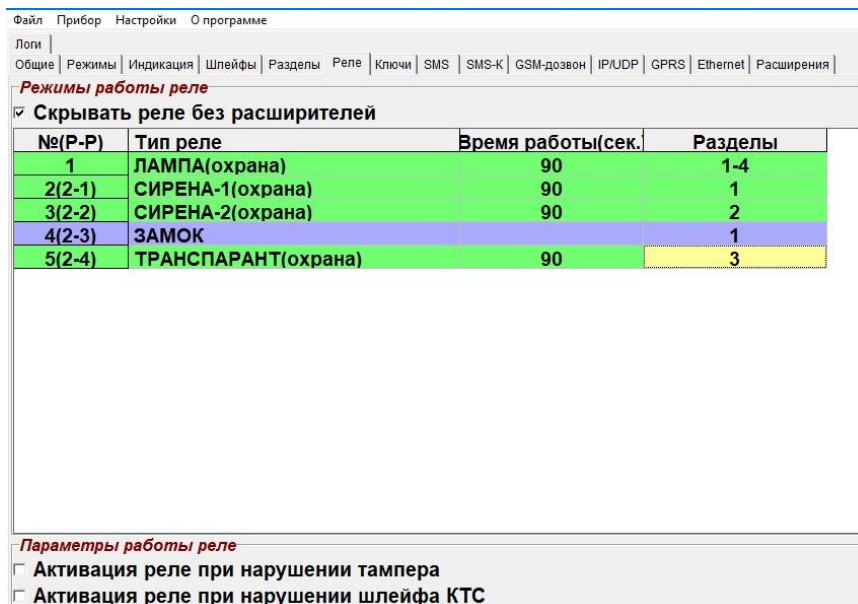 Файл Прибор Настройки О программе
Логи
Общие Режимы Индикация Шлейфы Разделы Реле Ключи SMS SMS-К GSM-дозвон IP/UDP GPRS Ethernet Расширения
Режимы работы реле
Скрывать реле без расширителей
№(Р-Р) Тип реле Время работы(сек. Разделы
1 ЛАМПА(охрана) 90 1-4
2(2-1) СИРЕНА-1(охрана) 90 1
3(2-2) СИРЕНА-2(охрана) 90 2
4(2-3) ЗАМОК 1
5(2-4) ТРАНСПАРАНТ(охрана) 90 3
Параметры работы реле
Активация реле при нарушении тампера
Активация реле при нарушении шлейфа КТС